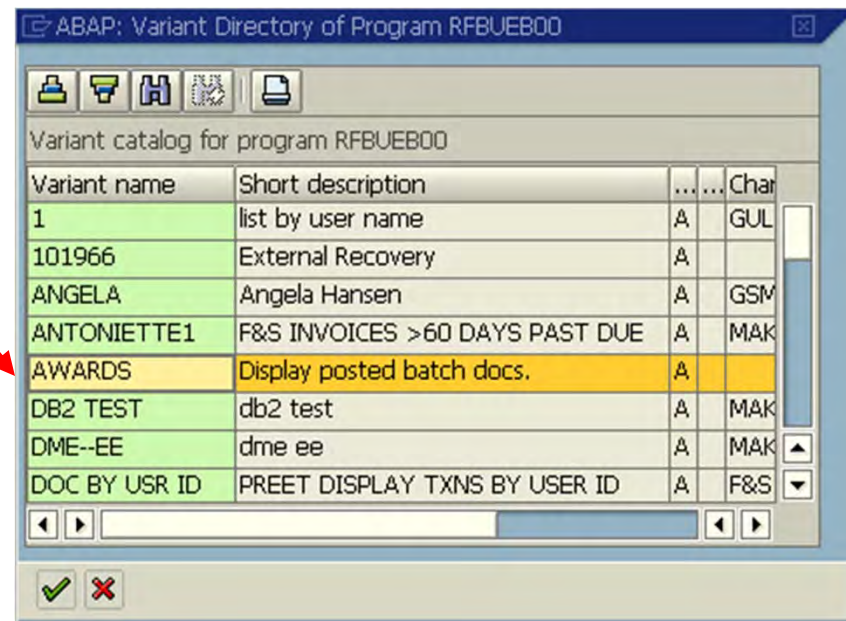 ABAP: Variant Directory of Program RFBUEB00
Variant catalog for program RFBUEB00
Variant name Short description ... ... Char
1 list by user name A GUL
101966 External Recovery A
ANGELA Angela Hansen A GSM
ANTONIETTE1 F&S INVOICES >60 DAYS PAST DUE A MAK
AWARDS Display posted batch docs. A
DB2 TEST db2 test A MAK
DME--EE dme ee A MAK
DOC BY USR ID PREET DISPLAY TXNS BY USER ID A F&S